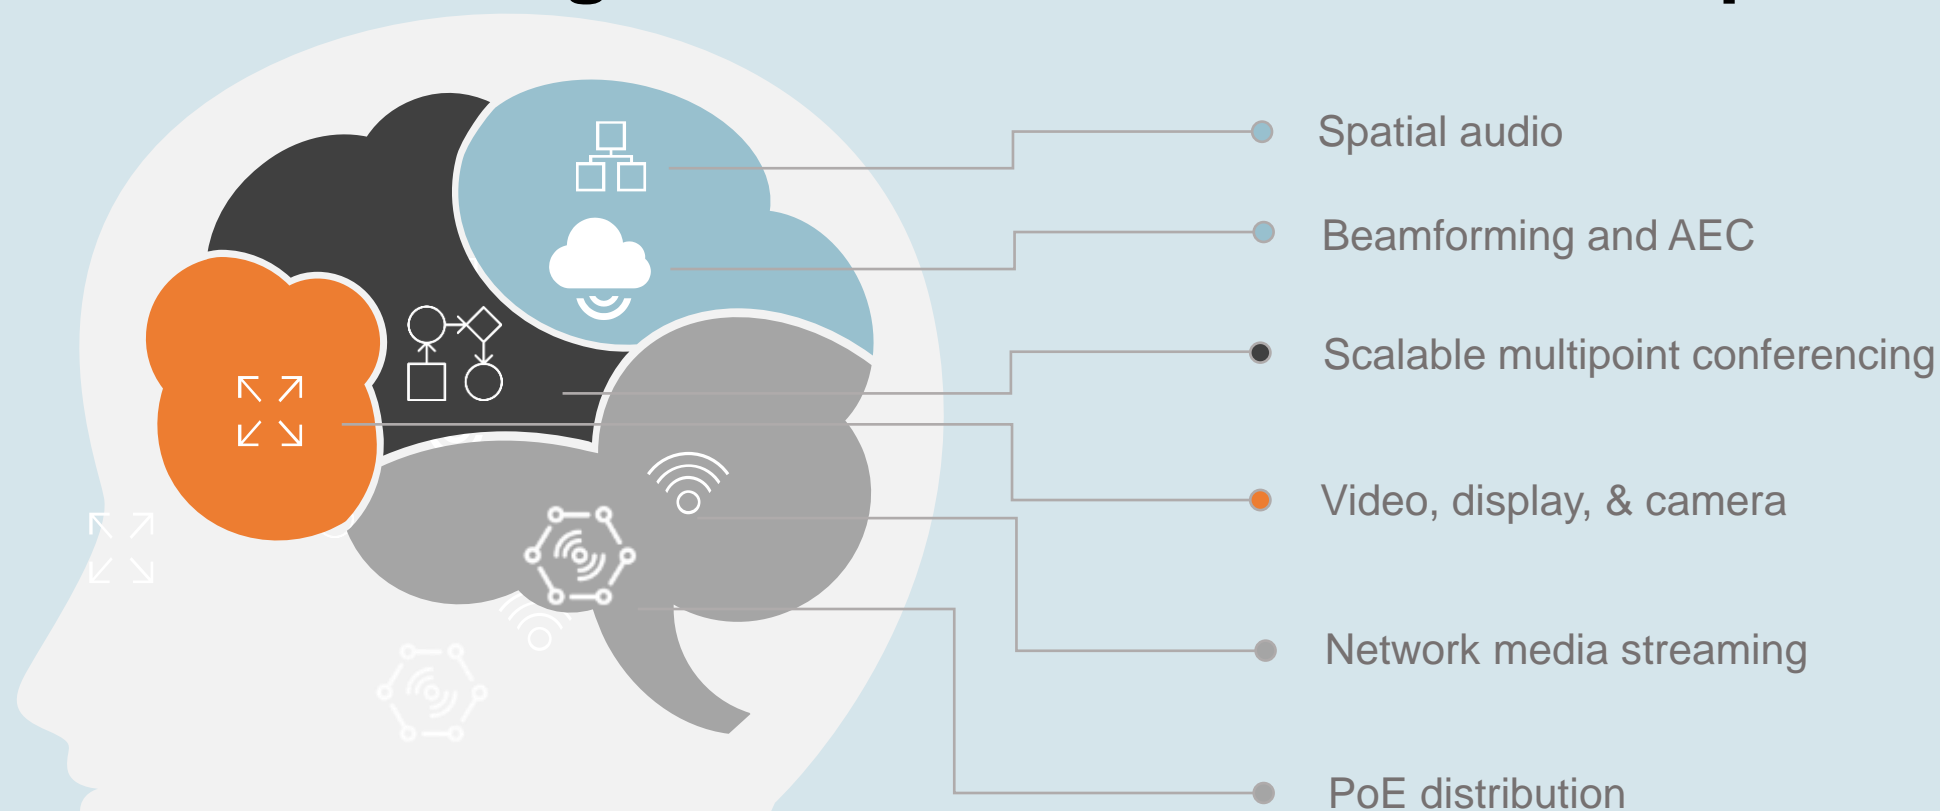 Spatial audio
Beamforming and AEC
Scalable multipoint conferencing
Video, display, & camera
Network media streaming
PoE distribution